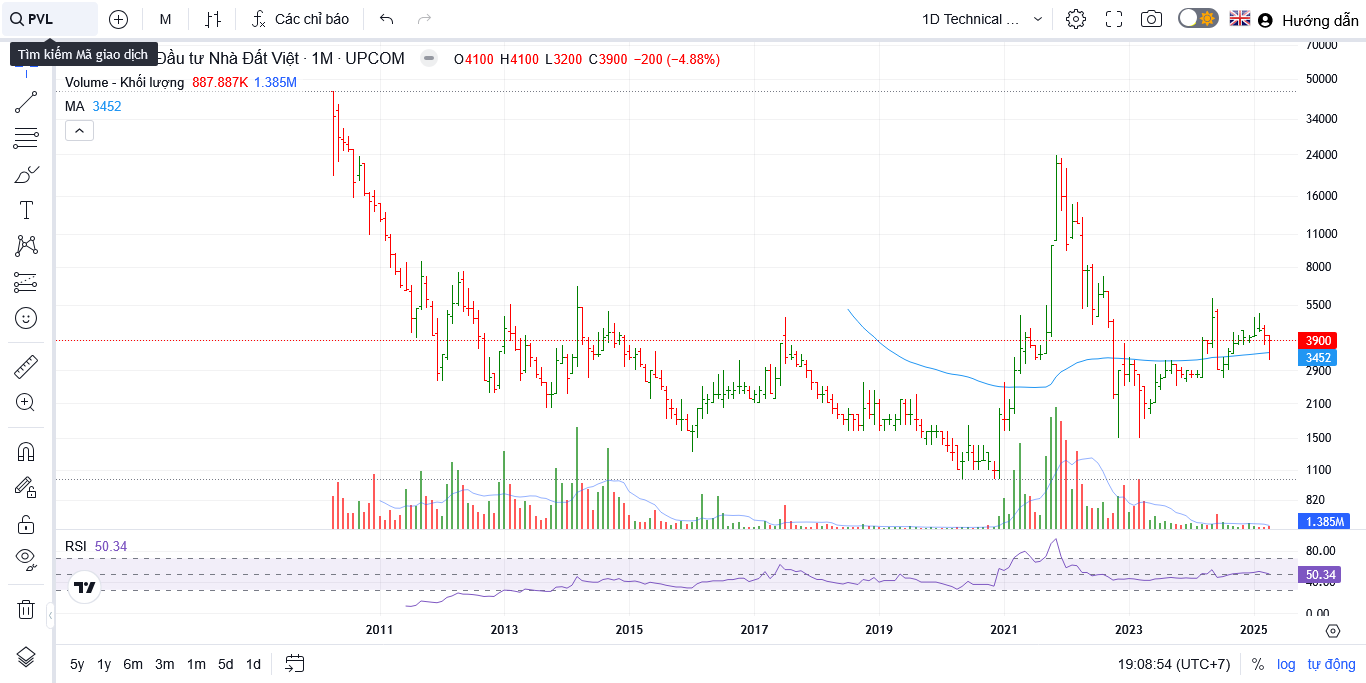 PVL
M
Các chỉ báo
1D Technical ...
Hướng dẫn
Tìm kiếm Mã giao dịch
Đầu tư Nhà Đất Việt · 1M · UPCOM
O4100 H4100 L3200 C3900 −200 (−4.88%)
Volume - Khối lượng 887.887K 1.385M
MA 3452
70000
50000
34000
24000
16000
11000
8000
5500
3900
3452
2900
2100
1500
1100
820
1.385M
RSI 50.34
80.00
50.34
40.00
0.00
2011 2013 2015 2017 2019 2021 2023 2025
5y 1y 6m 3m 1m 5d 1d
19:08:54 (UTC+7) % log tự động